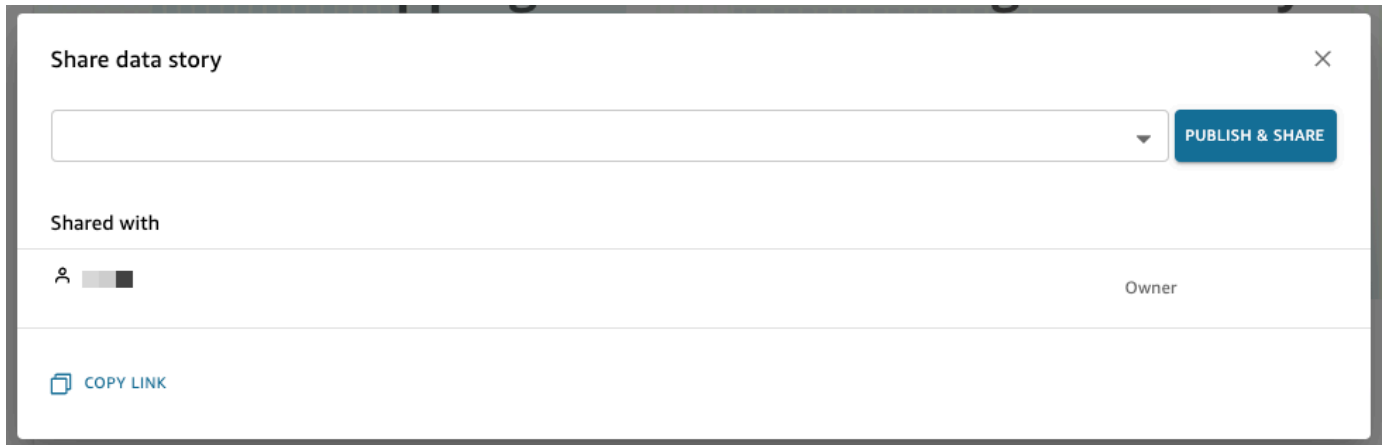 Share data story
PUBLISH & SHARE
Shared with
Owner
COPY LINK